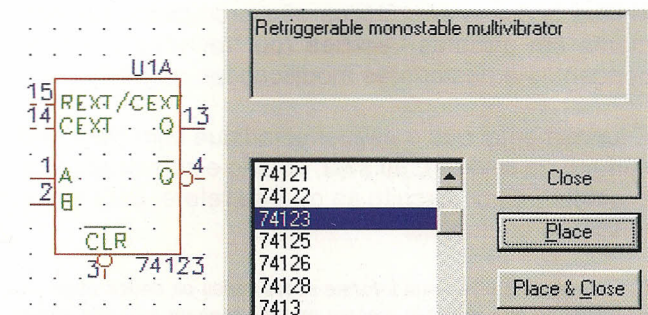 Retriggerable monostable multivibrator
U1A
15 REXT/CEXT
14 CEXT Q 13
1 A Q 4
2 B
CLR
3 74123
74121
74122
74123
74125
74126
74128
7413
Close
Place
Place & Close